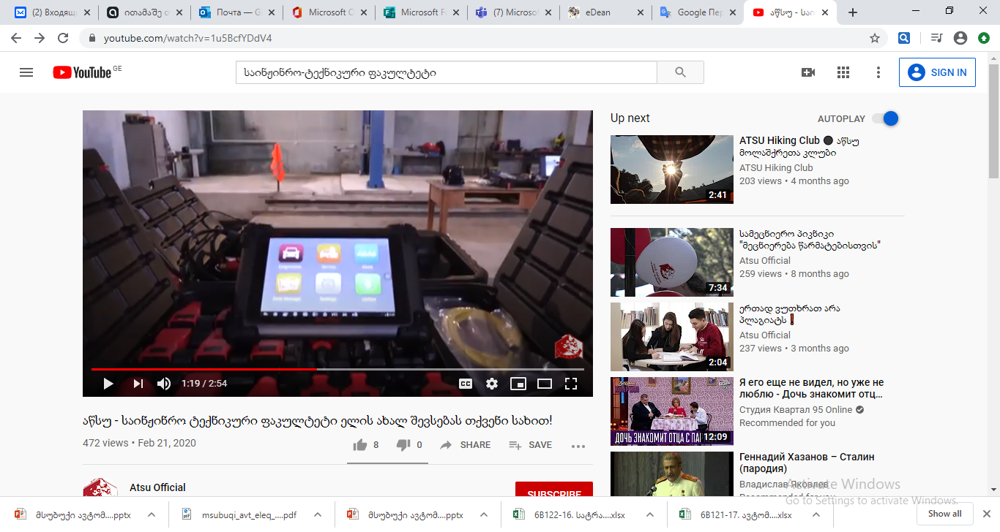 (2) Входящ
ითამაშე ო
Почта — G
Microsoft O
Microsoft F
(7) Microso
eDean
Google Пер
აწსუ - საი
youtube.com/watch?v=1u5BcfYDdV4
YouTube GE
საინჟინრო-ტექნიკური ფაკულტეტი
SIGN IN
1:19 / 2:54
CC
აწსუ - საინჟინრო ტექნიკური ფაკულტეტი ელის ახალ შევსებას თქვენი სახით!
472 views • Feb 21, 2020
8
0
SHARE
SAVE
Atsu Official
SUBSCRIBE
Up next
AUTOPLAY
ATSU Hiking Club ⚫ აწსუ
მოლაშქრეთა კლუბი
ATSU Hiking Club
203 views • 4 months ago
2:41
სამეცნიერო პიკნიკი
"მეცნიერება წარმატებისთვის"
Atsu Official
259 views • 8 months ago
7:34
ერთად ვუთხრათ არა
პლაგიატს❗
Atsu Official
237 views • 3 months ago
2:04
Я его еще не видел, но уже не
люблю - Дочь знакомит отц...
Студия Квартал 95 Online
Recommended for you
ДОЧЬ ЗНАКОМИТ ОТЦА С ПА
12:09
Геннадий Хазанов – Сталин
(пародия)
Владислав Яковлев
Recommended for you
Activate Windows
Go to Settings to activate Windows.
მსუბუქი ავტომ....pptx
msubuqi_avt_eleq_....pdf
მსუბუქი ავტომ....pptx
6B122-16. სატრა....xlsx
6B121-17. ავტომ....xlsx
Show all